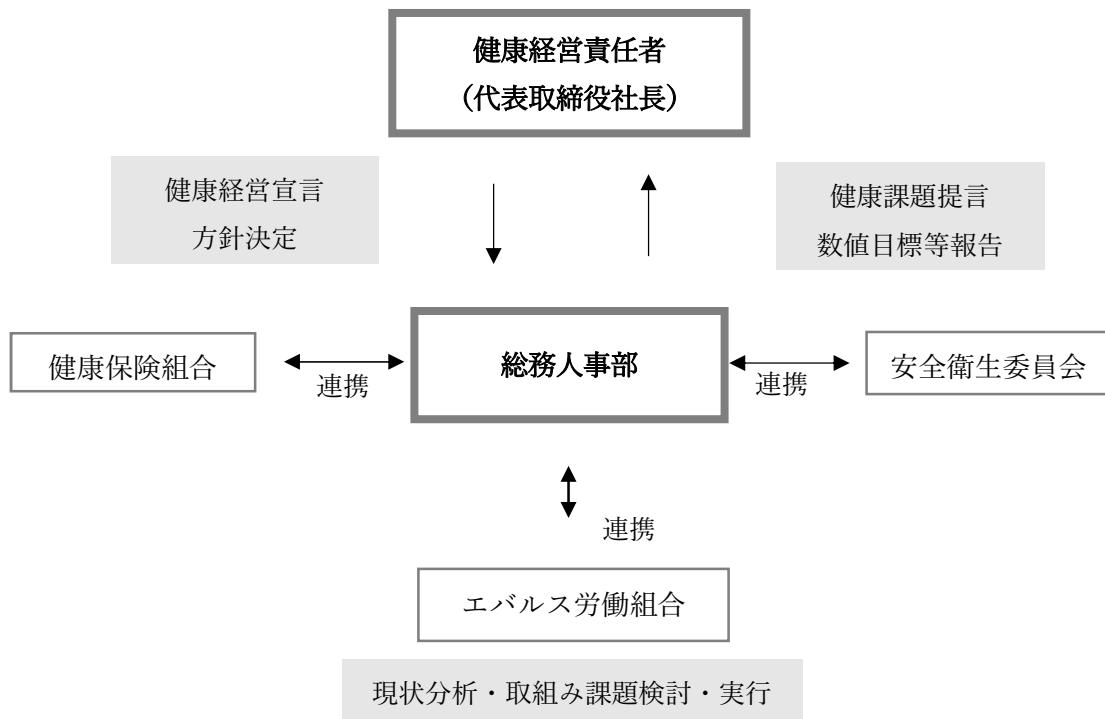 健康経営責任者
（代表取締役社長）
健康経営宣言
方針決定
健康課題提言
数値目標等報告
健康保険組合
連携
総務人事部
連携
安全衛生委員会
連携
エバルス労働組合
現状分析・取組み課題検討・実行